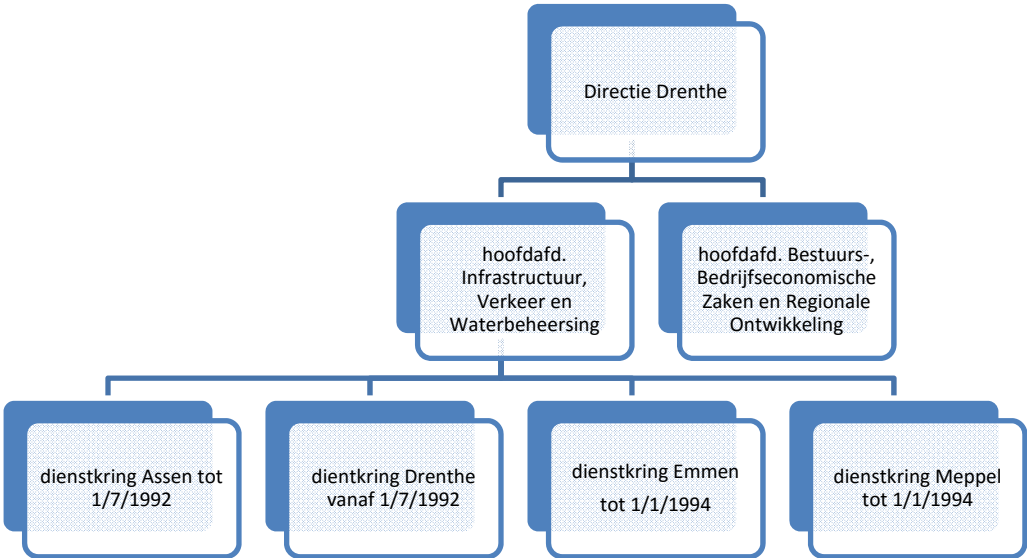 Directie Drenthe
hoofdafd.
Infrastructuur,
Verkeer en
Waterbeheersing
hoofdafd. Bestuurs-,
Bedrijfseconomische
Zaken en Regionale
Ontwikkeling
dienstkring Assen tot
1/7/1992
dientkring Drenthe
vanaf 1/7/1992
dienstkring Emmen
tot 1/1/1994
dienstkring Meppel
tot 1/1/1994